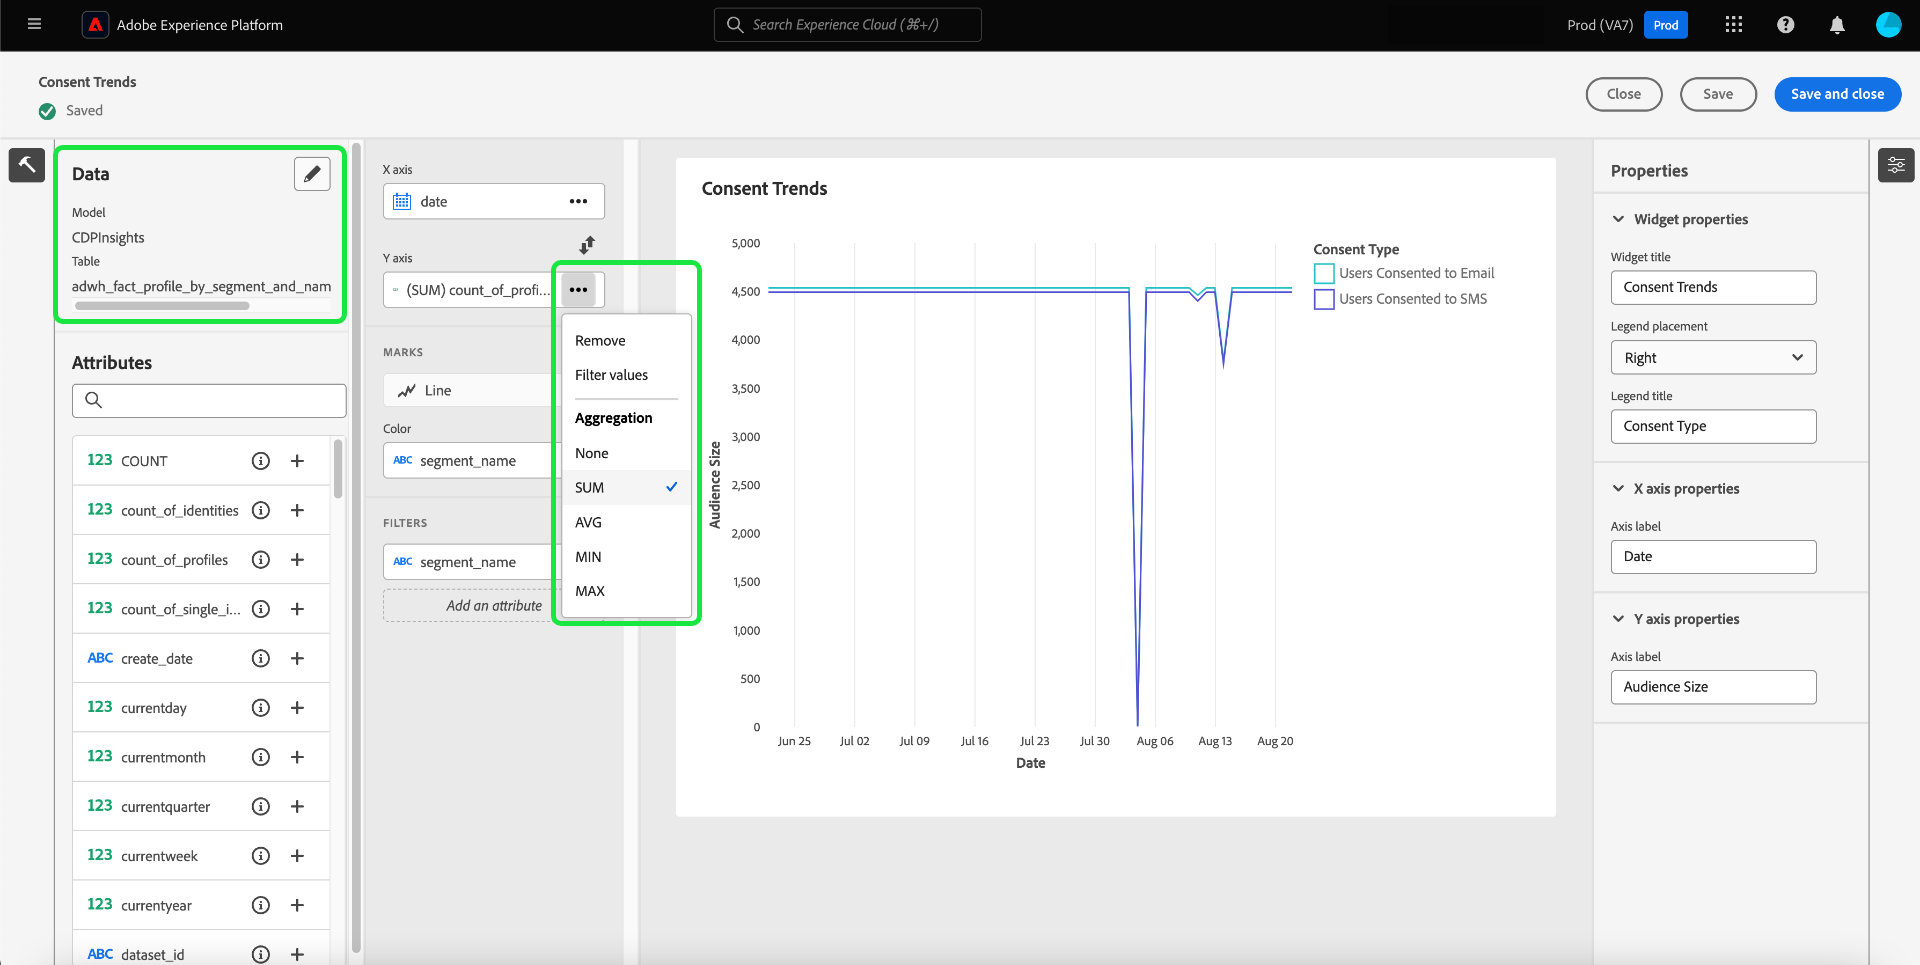 Adobe Experience Platform
Search Experience Cloud (⌘+/)
Prod (VA7)
Prod
Consent Trends
Saved
Close
Save
Save and close
Data
Model
CDPInsights
Table
adwh_fact_profile_by_segment_and_nam
Attributes
123 COUNT
123 count_of_identities
123 count_of_profiles
123 count_of_single_i...
ABC create_date
123 currentday
123 currentmonth
123 currentquarter
123 currentweek
123 currentyear
ABC dataset_id
X axis
date
Y axis
(SUM) count_of_profi...
MARKS
Line
Color
ABC segment_name
FILTERS
ABC segment_name
Add an attribute
Remove
Filter values
Aggregation
None
SUM
AVG
MIN
MAX
Consent Trends
5,000
4,500
4,000
3,500
3,000
2,500
2,000
1,500
1,000
500
0
Audience Size
Jun 25
Jul 02
Jul 09
Jul 16
Jul 23
Jul 30
Aug 06
Aug 13
Aug 20
Date
Consent Type
Users Consented to Email
Users Consented to SMS
Properties
Widget properties
Widget title
Consent Trends
Legend placement
Right
Legend title
Consent Type
X axis properties
Axis label
Date
Y axis properties
Axis label
Audience Size